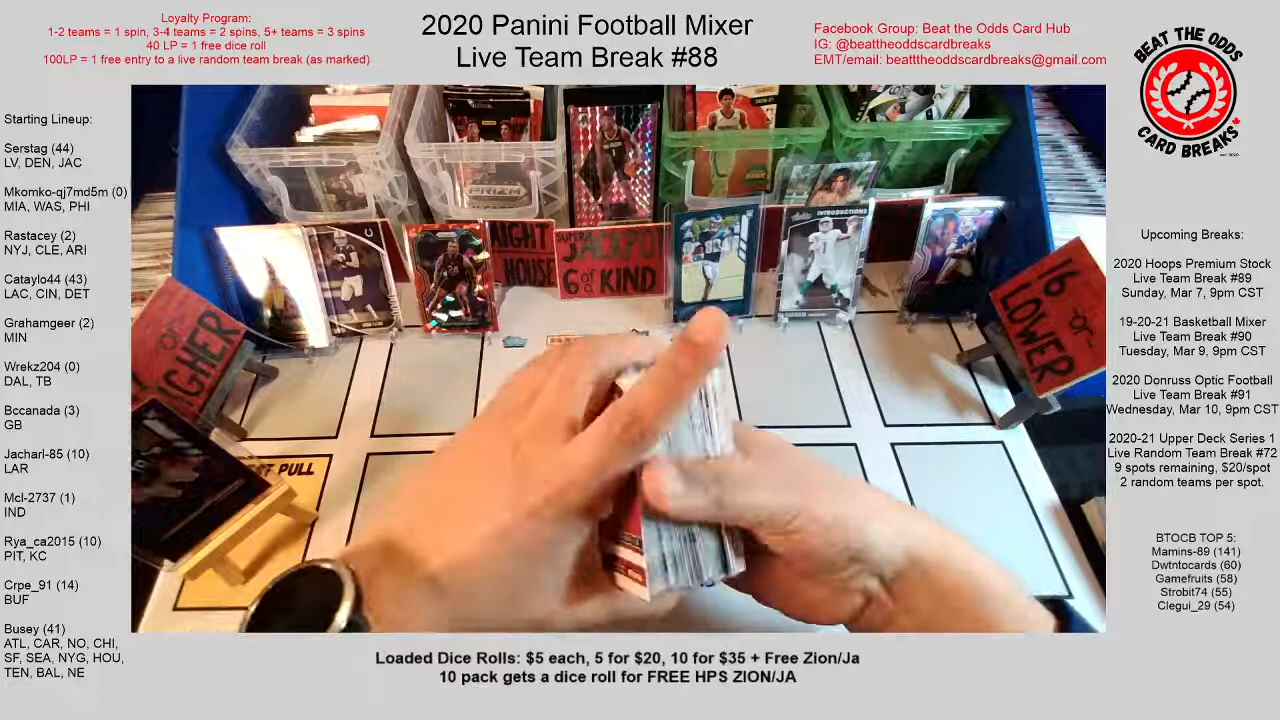 Loyalty Program:
1-2 teams = 1 spin, 3-4 teams = 2 spins, 5+ teams = 3 spins
40 LP = 1 free dice roll
100LP = 1 free entry to a live random team break (as marked)
2020 Panini Football Mixer
Live Team Break #88
Facebook Group: Beat the Odds Card Hub
IG: @beattheoddscardbreaks
EMT/email: beatttheoddscardbreaks@gmail.com
BEAT THE ODDS
CARD BREAKS
Starting Lineup:
Serstag (44)
LV, DEN, JAC
Mkomko-qj7md5m (0)
MIA, WAS, PHI
Rastacey (2)
NYJ, CLE, ARI
Cataylo44 (43)
LAC, CIN, DET
Grahamgeer (2)
MIN
Wrekz204 (0)
DAL, TB
Bccanada (3)
GB
Jacharl-85 (10)
LAR
Mcl-2737 (1)
IND
Rya_ca2015 (10)
PIT, KC
Crpe_91 (14)
BUF
Busey (41)
ATL, CAR, NO, CHI,
SF, SEA, NYG, HOU,
TEN, BAL, NE
PRIZM
INTRODUCTIONS
HOUSE
JACKPOT
6 of KIND
16
or
LOWER
PULL
Upcoming Breaks:
2020 Hoops Premium Stock
Live Team Break #89
Sunday, Mar 7, 9pm CST
19-20-21 Basketball Mixer
Live Team Break #90
Tuesday, Mar 9, 9pm CST
2020 Donruss Optic Football
Live Team Break #91
Wednesday, Mar 10, 9pm CST
2020-21 Upper Deck Series 1
Live Random Team Break #72
9 spots remaining, $20/spot
2 random teams per spot.
BTOCB TOP 5:
Mamins-89 (141)
Dwtntocards (60)
Gamefruits (58)
Strobit74 (55)
Clegui_29 (54)
Loaded Dice Rolls: $5 each, 5 for $20, 10 for $35 + Free Zion/Ja
10 pack gets a dice roll for FREE HPS ZION/JA